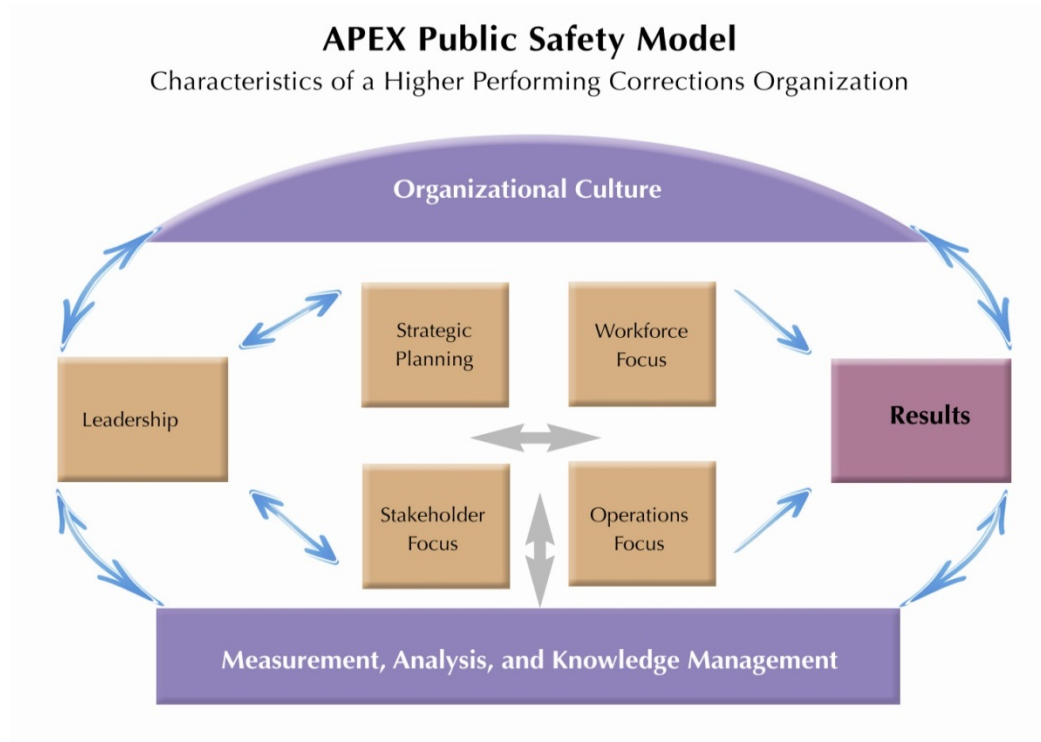 APEX Public Safety Model
Characteristics of a Higher Performing Corrections Organization
Organizational Culture
Strategic
Planning
Workforce
Focus
Leadership
Results
Stakeholder
Focus
Operations
Focus
Measurement, Analysis, and Knowledge Management